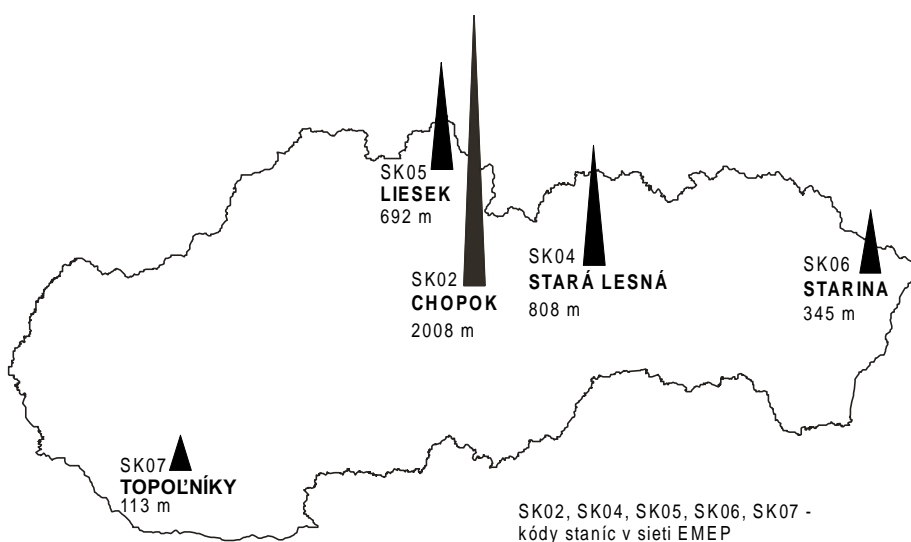 SK05
LIESEK
692 m
SK02
CHOPOK
2008 m
SK04
STARÁ LESNÁ
808 m
SK06
STARINA
345 m
SK07
TOPOĽNÍKY
113 m
SK02, SK04, SK05, SK06, SK07 -
kódy staníc v sieti EMEP